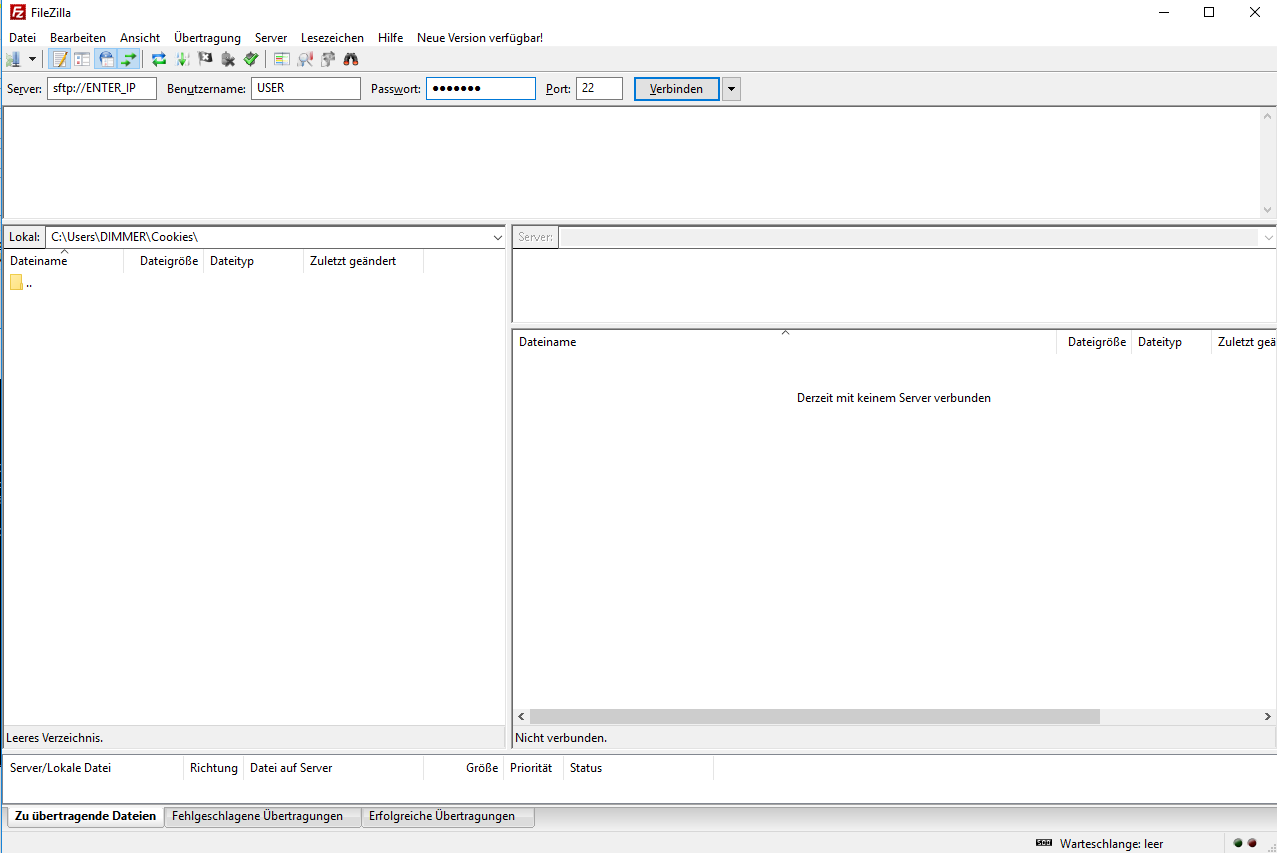 FileZilla
Datei Bearbeiten Ansicht Übertragung Server Lesezeichen Hilfe Neue Version verfügbar!
Server: sftp://ENTER_IP Benutzername: USER Passwort: ●●●●●●● Port: 22 Verbinden
Lokal: C:\Users\DIMMER\Cookies\
Dateiname Dateigröße Dateityp Zuletzt geändert
..
Leeres Verzeichnis.
Server:
Dateiname Dateigröße Dateityp Zuletzt geä
Derzeit mit keinem Server verbunden
Nicht verbunden.
Server/Lokale Datei Richtung Datei auf Server Größe Priorität Status
Zu übertragende Dateien Fehlgeschlagene Übertragungen Erfolgreiche Übertragungen
Warteschlange: leer